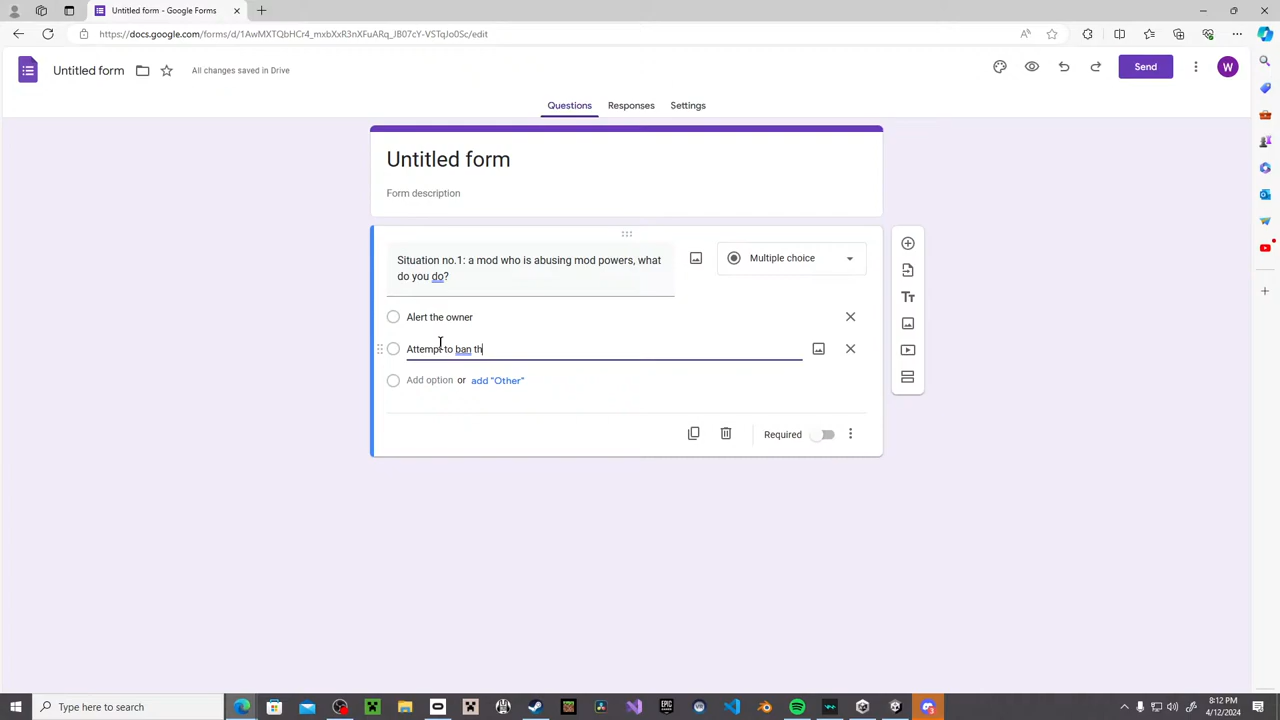 Untitled form - Google Forms
https://docs.google.com/forms/d/1AwMXTQbHCr4_mxbXxR3nXFuARq_JB07cY-VSTqJo0Sc/edit
Untitled form
All changes saved in Drive
Send
W
Questions
Responses
Settings
Untitled form
Form description
Situation no.1: a mod who is abusing mod powers, what
do you do?
Multiple choice
Alert the owner
Attempt to ban th
Add option or add "Other"
Required
Type here to search
8:12 PM
4/12/2024